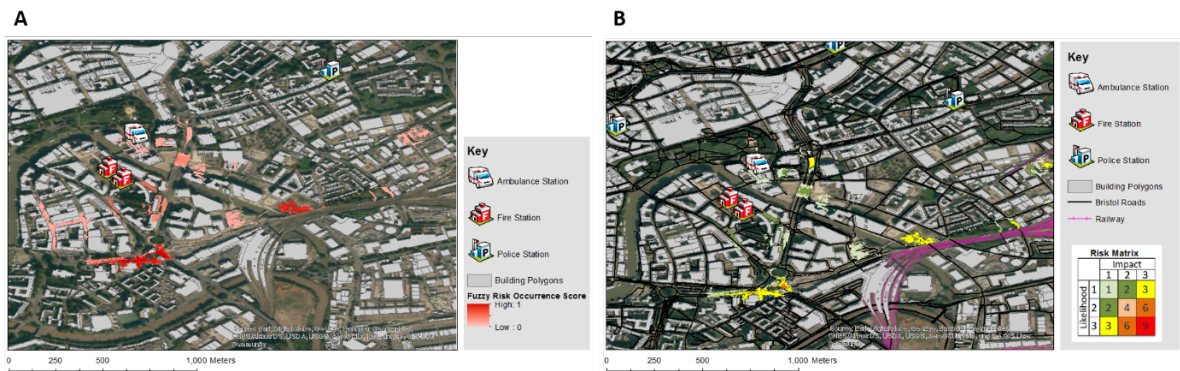 A
B
Key
Ambulance Station
Fire Station
Police Station
Building Polygons
Fuzzy Risk Occurrence Score
High: 1
Low : 0
0 250 500 1,000 Meters
Key
Ambulance Station
Fire Station
Police Station
Building Polygons
Bristol Roads
Railway
Risk Matrix
Impact
1 2 3
Likelihood
1 1 2 3
2 2 4 6
3 3 6 9
0 250 500 1,000 Meters